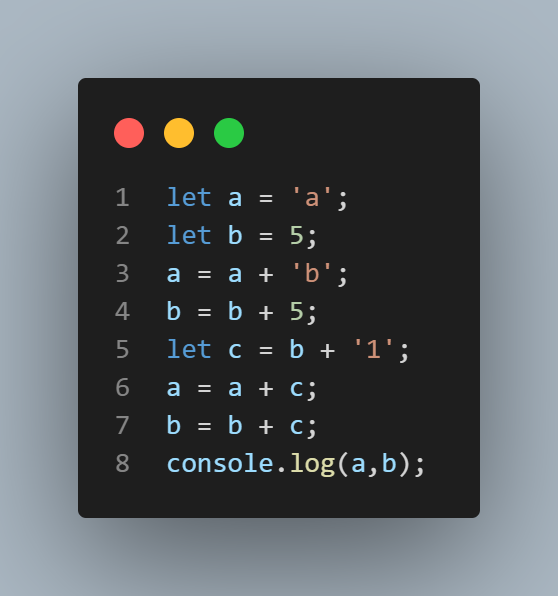 1 let a = 'a';
2 let b = 5;
3 a = a + 'b';
4 b = b + 5;
5 let c = b + '1';
6 a = a + c;
7 b = b + c;
8 console.log(a,b);